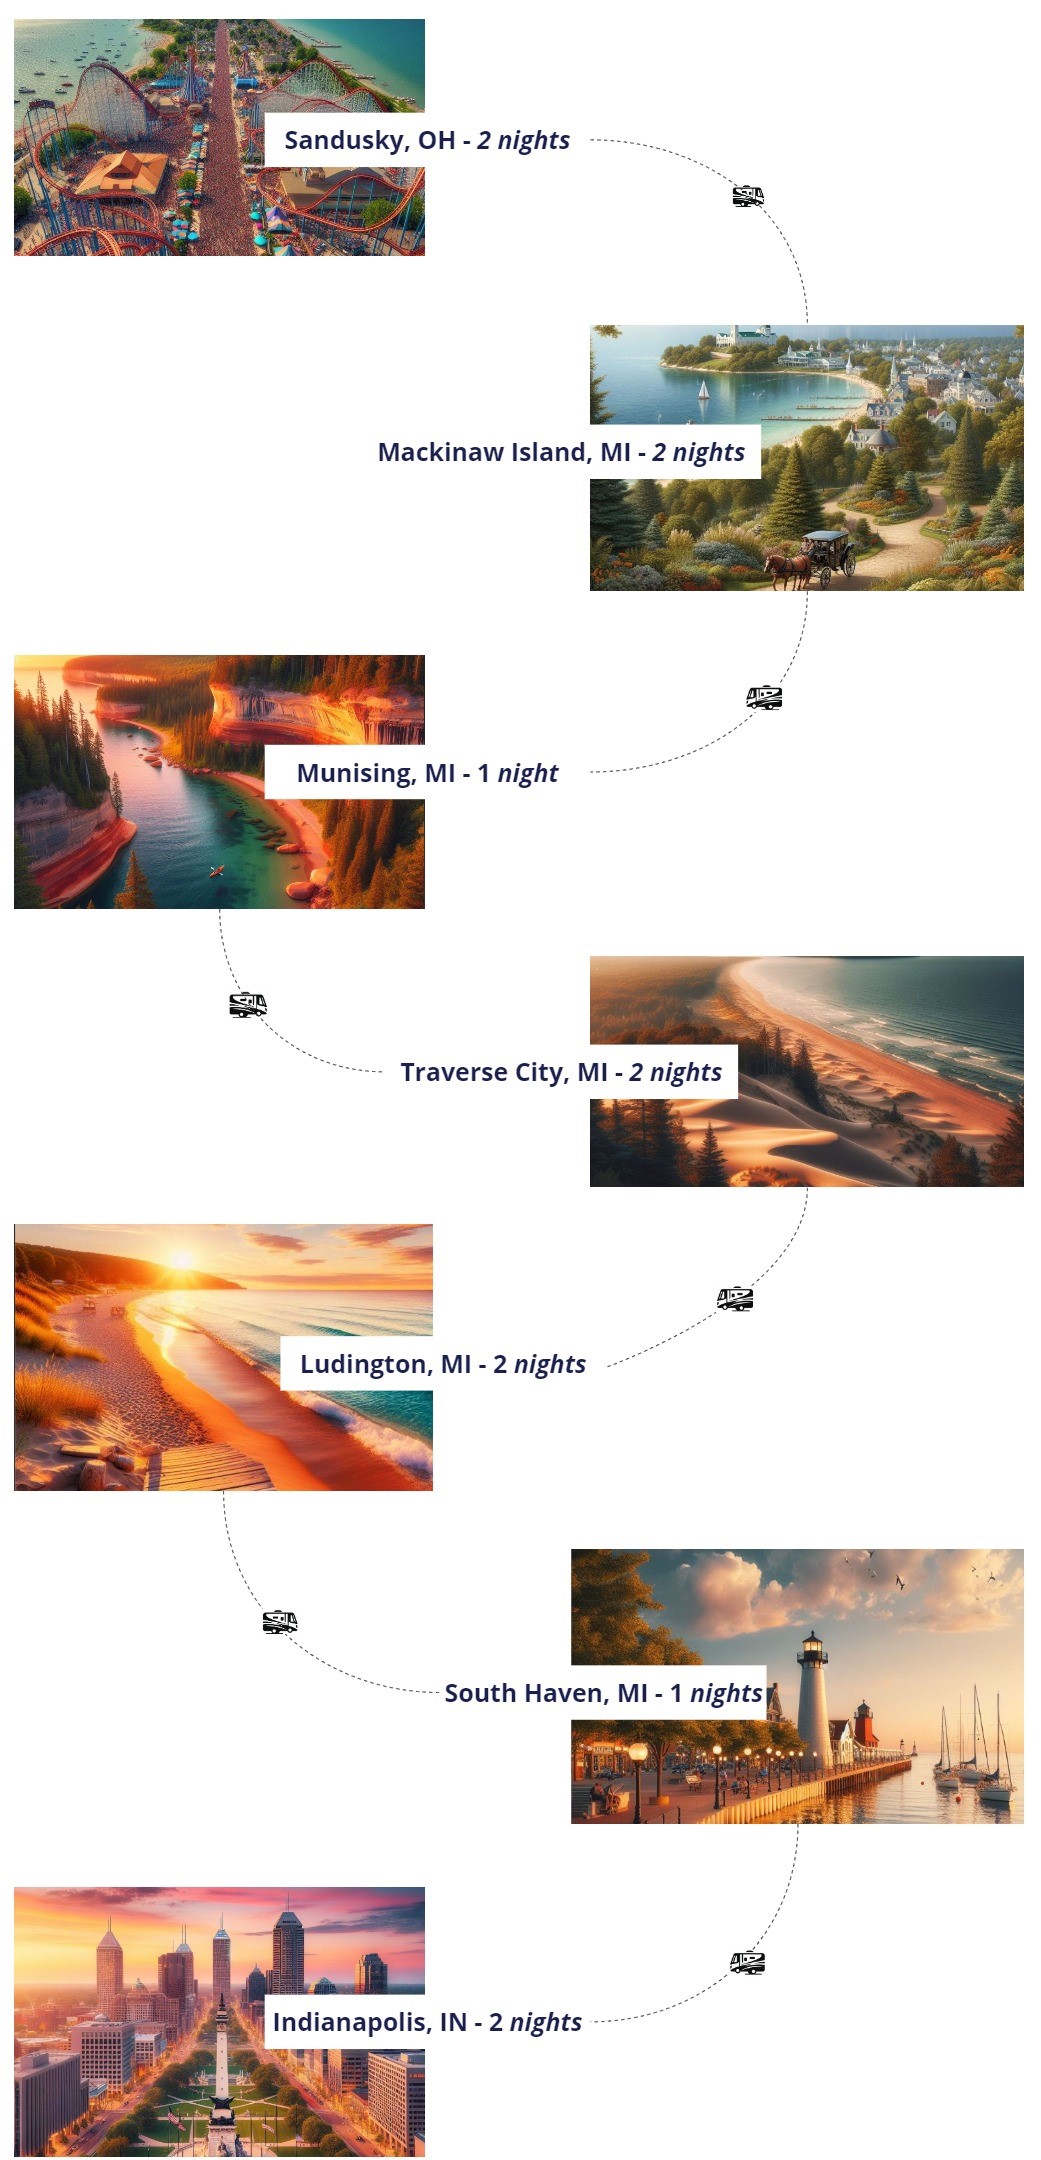 Sandusky, OH - 2 nights
Mackinaw Island, MI - 2 nights
Munising, MI - 1 night
Traverse City, MI - 2 nights
Ludington, MI - 2 nights
South Haven, MI - 1 nights
Indianapolis, IN - 2 nights